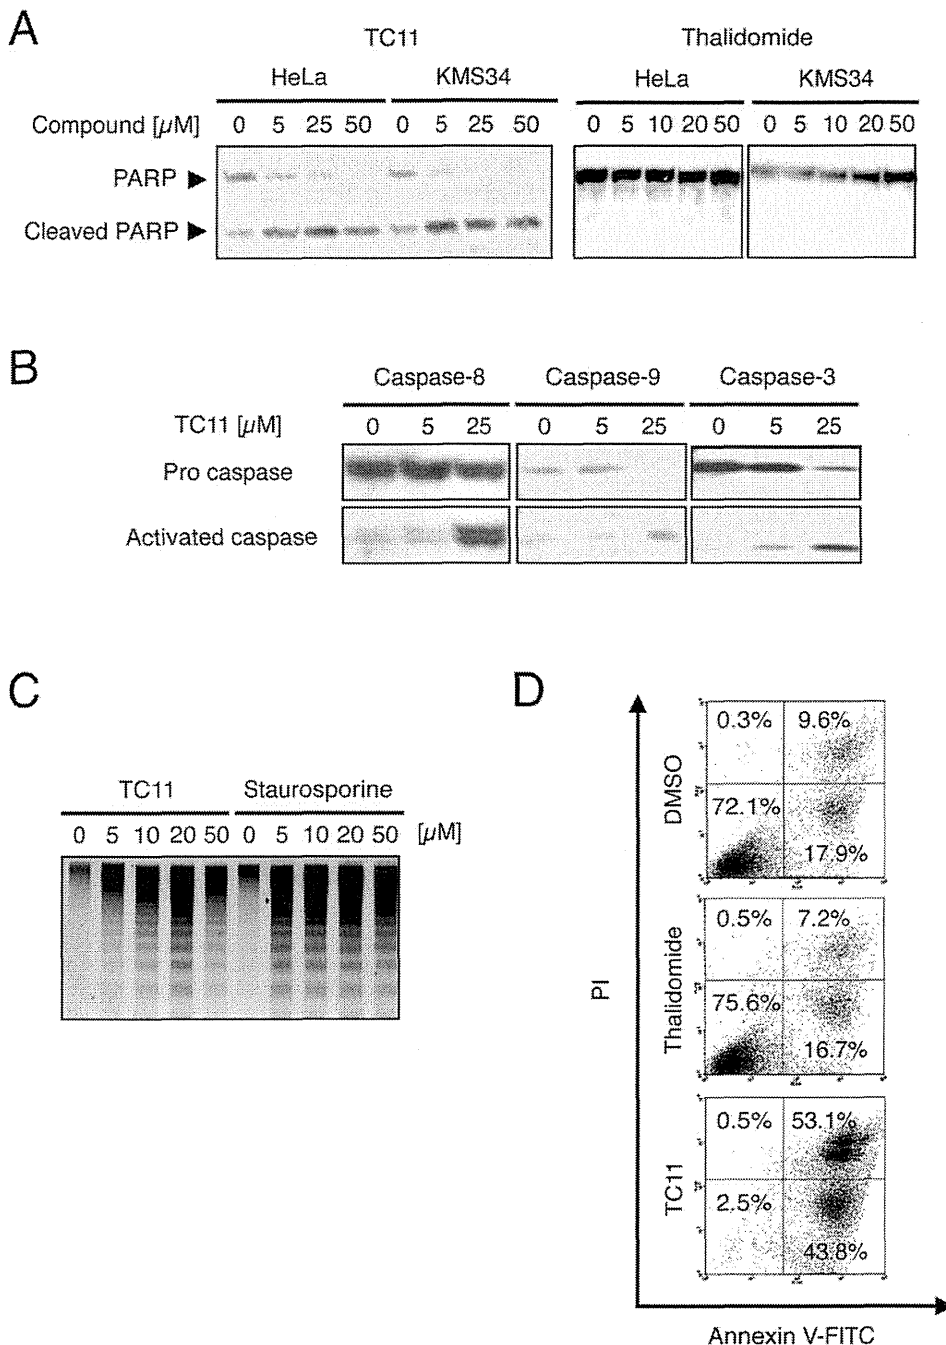 A
TC11 Thalidomide
HeLa KMS34 HeLa KMS34
Compound [µM] 0 5 25 50 0 5 25 50 0 5 10 20 50 0 5 10 20 50
PARP
Cleaved PARP
B
Caspase-8 Caspase-9 Caspase-3
TC11 [µM] 0 5 25 0 5 25 0 5 25
Pro caspase
Activated caspase
C
TC11 Staurosporine
0 5 10 20 50 0 5 10 20 50 [µM]
D
PI
DMSO
0.3% 9.6%
72.1%
17.9%
Thalidomide
0.5% 7.2%
75.6%
16.7%
TC11
0.5% 53.1%
2.5%
43.8%
Annexin V-FITC